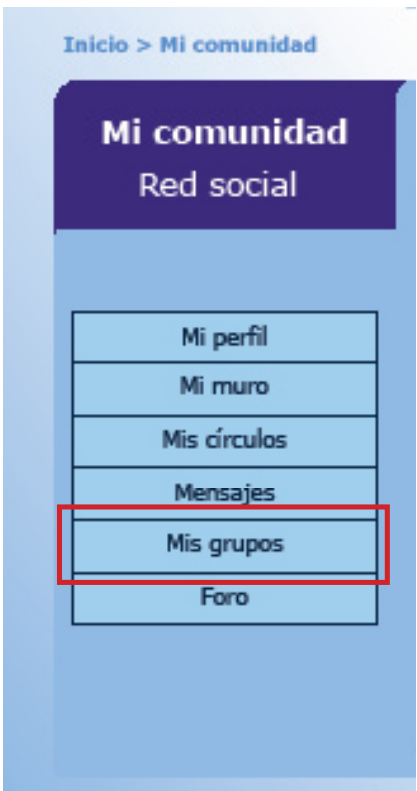 Inicio > Mi comunidad
Mi comunidad
Red social
Mi perfil
Mi muro
Mis círculos
Mensajes
Mis grupos
Foro